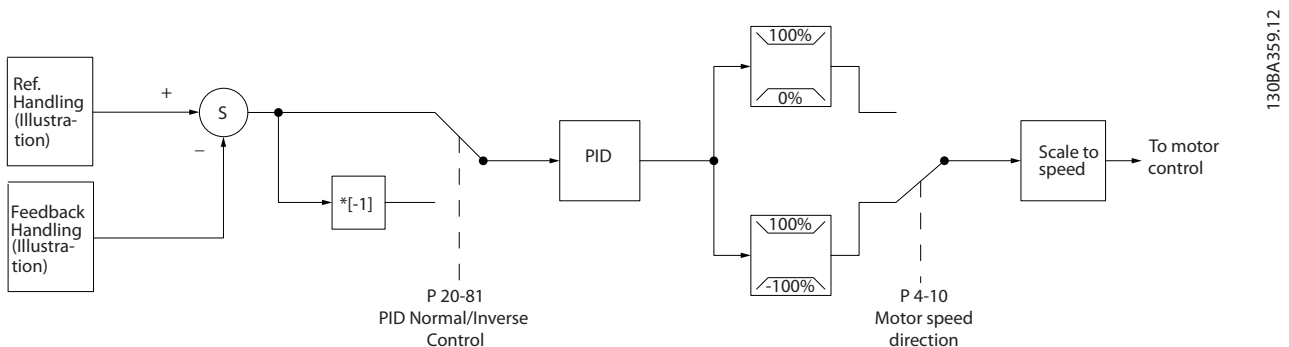 Ref.
Handling
(Illustra-
tion)
Feedback
Handling
(Illustra-
tion)
+
–
S
*[-1]
P 20-81
PID Normal/Inverse
Control
PID
100%
0%
100%
-100%
P 4-10
Motor speed
direction
Scale to
speed
To motor
control
130BA359.12